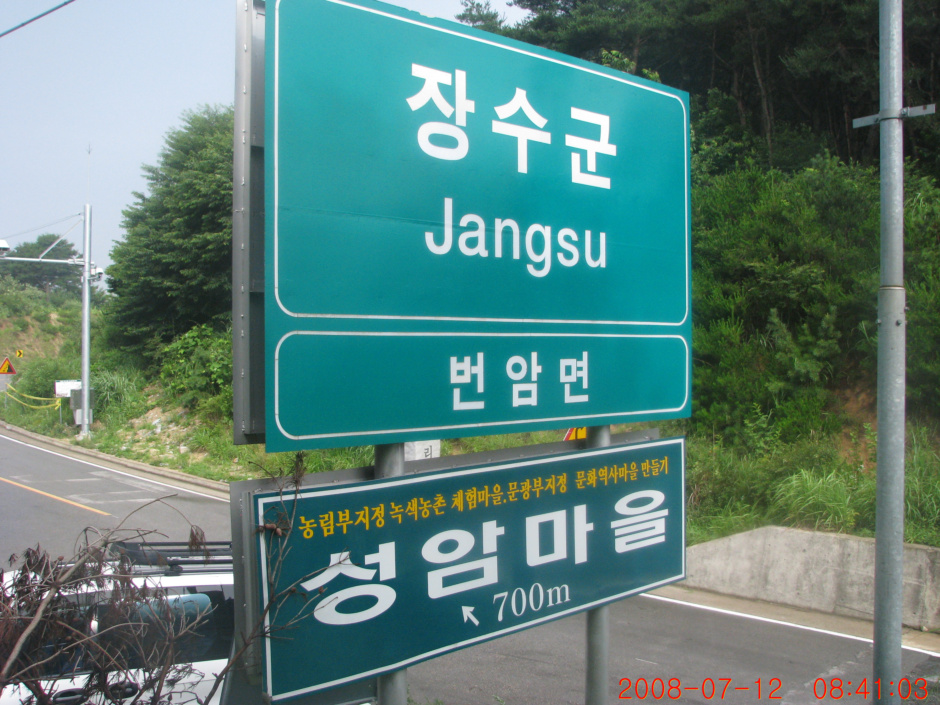 장수군
Jangsu
번암면
리
농림부지정 녹색농촌 체험마을,문광부지정 문화역사마을 만들기
성암마을
700m
2008-07-12 08:41:03